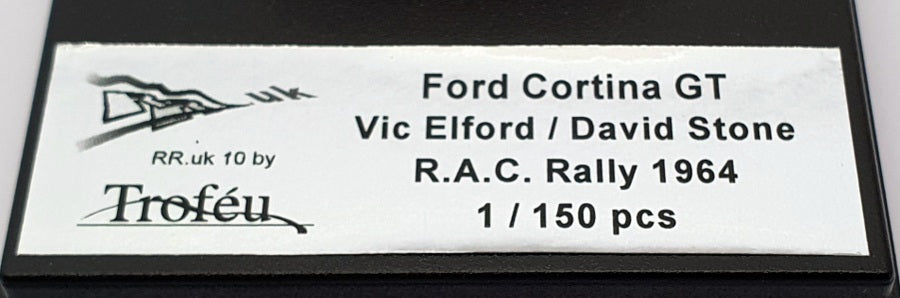 uk
RR.uk 10 by
Troféu
Ford Cortina GT
Vic Elford / David Stone
R.A.C. Rally 1964
1 / 150 pcs